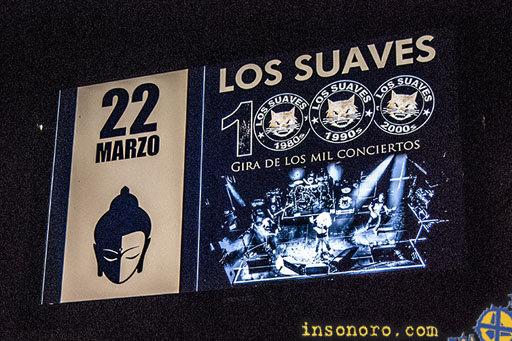 22
MARZO
LOS SUAVES
1
LOS SUAVES
1980s
LOS SUAVES
1990s
LOS SUAVES
2000s
GIRA DE LOS MIL CONCIERTOS
insonoro.com